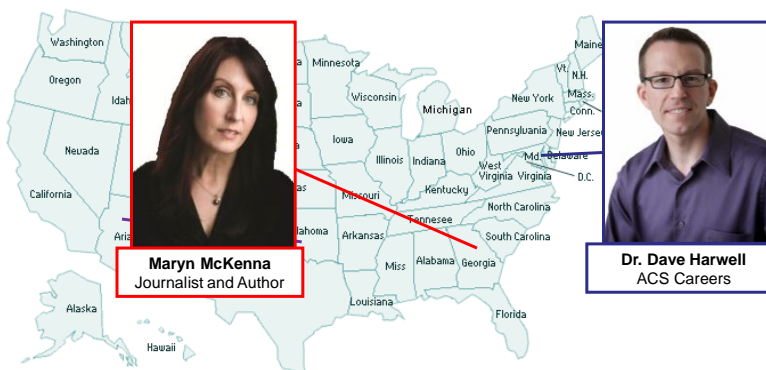 Washington
Oregon
Idah
Nevada
California
Ariz
Minnesota
Wisconsin
Michigan
Iowa
Illinois
Indiana
Ohio
Missouri
Kentucky
West
Virginia
Virginia
Pennsylvania
New York
Vt.
N.H.
Maine
Mass.
Conn.
New Jersey
Md.
Delaware
D.C.
North Carolina
Tennesee
South Carolina
lahoma
Arkansas
Miss
Alabama
Georgia
Louisiana
Florida
Alaska
Hawaii
Maryn McKenna
Journalist and Author
Dr. Dave Harwell
ACS Careers